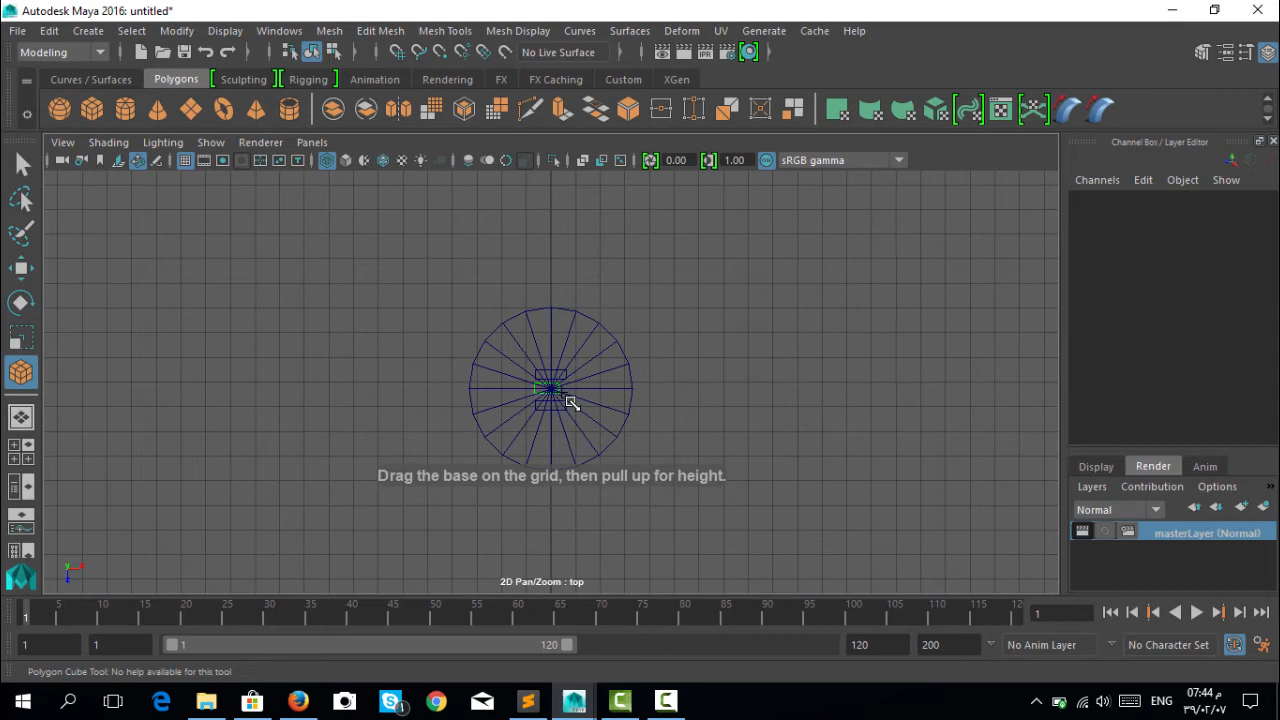 Autodesk Maya 2016: untitled*
File Edit Create Select Modify Display Windows Mesh Edit Mesh Mesh Tools Mesh Display Curves Surfaces Deform UV Generate Cache Help
Modeling No Live Surface
Curves / Surfaces Polygons Sculpting Rigging Animation Rendering FX FX Caching Custom XGen
View Shading Lighting Show Renderer Panels
Channel Box / Layer Editor
0.00 1.00 sRGB gamma
Channels Edit Object Show
Drag the base on the grid, then pull up for height.
Display Render Anim
Layers Contribution Options
Normal
masterLayer (Normal)
y x z
2D Pan/Zoom : top
1 5 10 15 20 25 30 35 40 45 50 55 60 65 70 75 80 85 90 95 100 105 110 115 12 1
1 1 1 120 120 200 No Anim Layer No Character Set
Polygon Cube Tool: No help available for this tool
ENG 07:44 م
٣٩/٠٢/٠٧